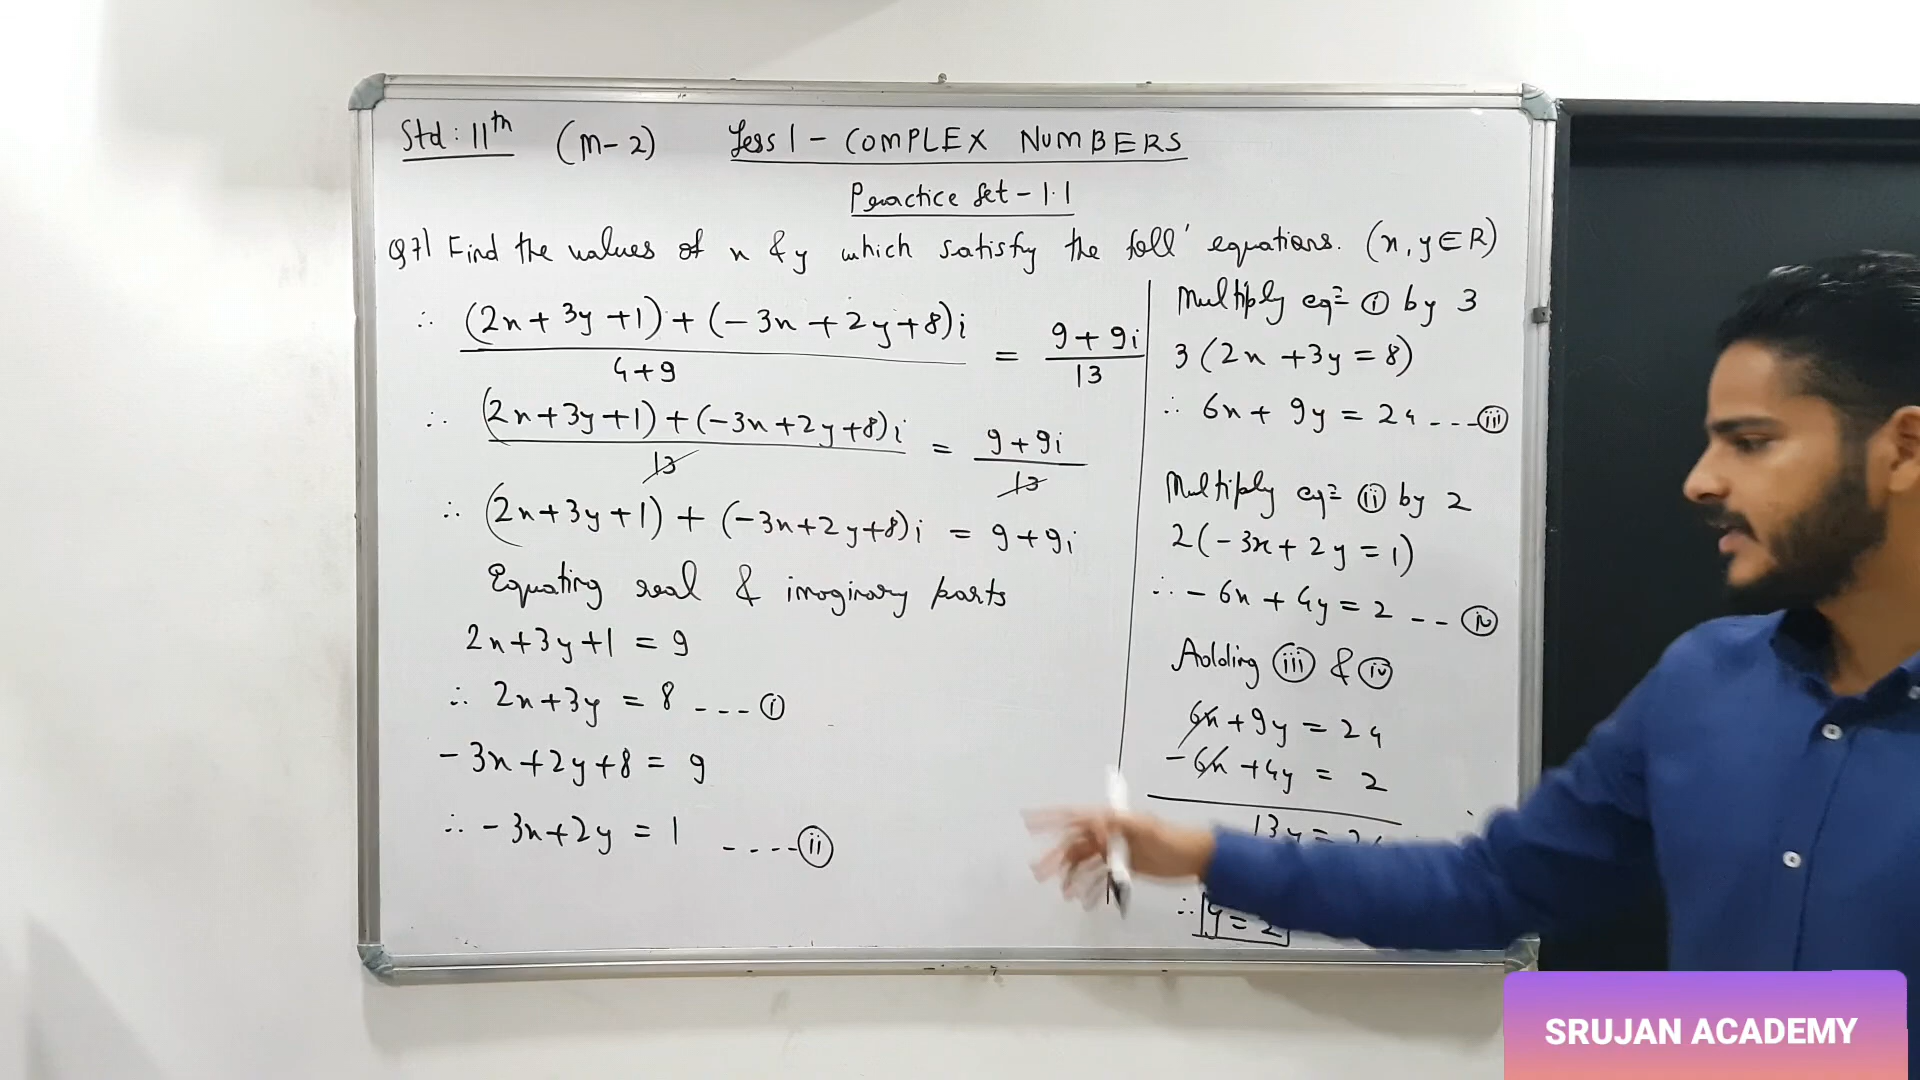 Std: 11th (M-2) Less 1 - COMPLEX NUMBERS
Practice Set - 1.1
Q7) Find the values of x & y which satisfy the foll' equations. (x, y ∈ R)
∴ (2x + 3y + 1) + (-3x + 2y + 8)i / 4+9 = 9 + 9i / 13
∴ (2x + 3y + 1) + (-3x + 2y + 8)i / 13 = 9 + 9i / 13
∴ (2x + 3y + 1) + (-3x + 2y + 8)i = 9 + 9i
Equating real & imaginary parts
2x + 3y + 1 = 9
∴ 2x + 3y = 8 ---- (i)
-3x + 2y + 8 = 9
∴ -3x + 2y = 1 ---- (ii)
Multiply eqn (i) by 3
3(2x + 3y = 8)
∴ 6x + 9y = 24 --- (iii)
Multiply eqn (ii) by 2
2(-3x + 2y = 1)
∴ -6x + 4y = 2 -- (iv)
Adding (iii) & (iv)
6x + 9y = 24
-6x + 4y = 2
13y =
∴ y = 2
SRUJAN ACADEMY